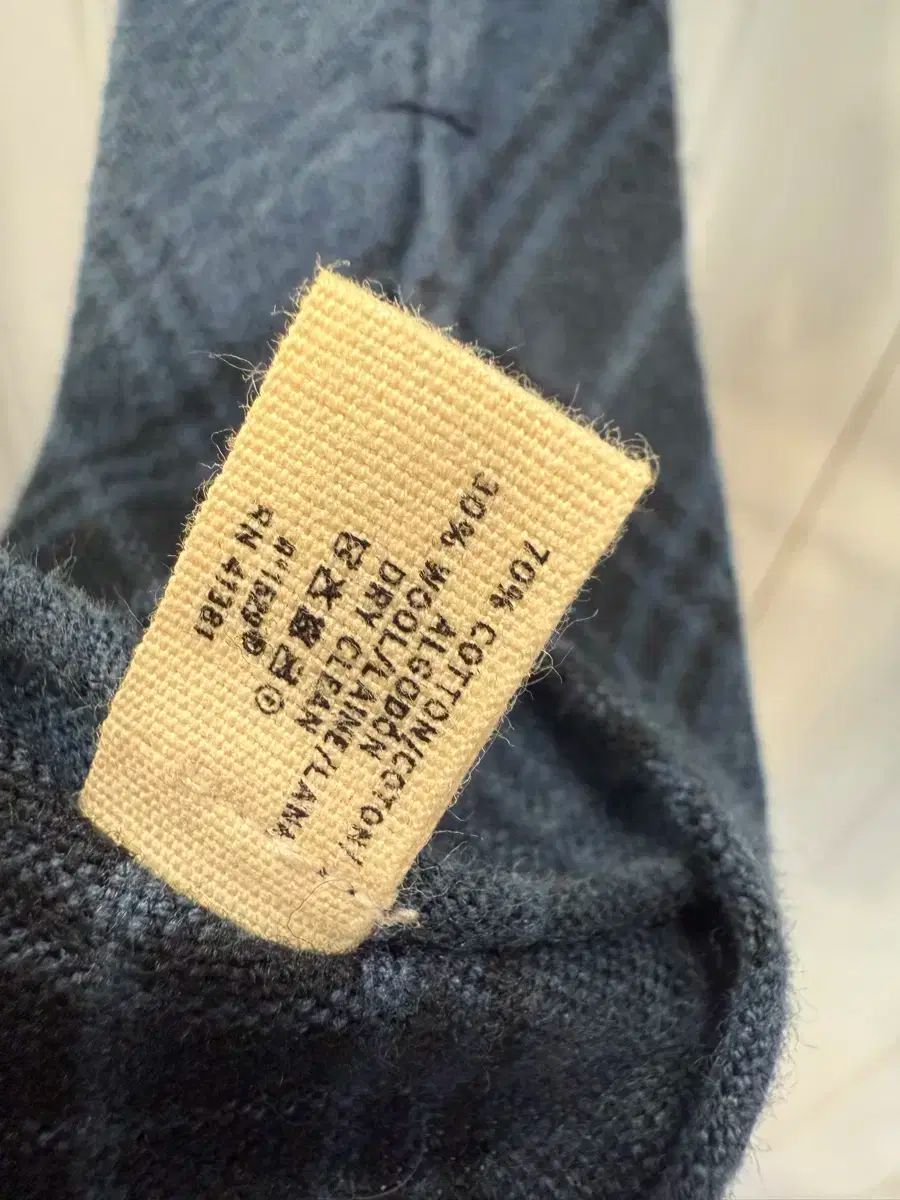 70% COTTON/COTON/
ALGODÓN
30% WOOL/LAINE/LANA
DRY CLEAN
RN 41381